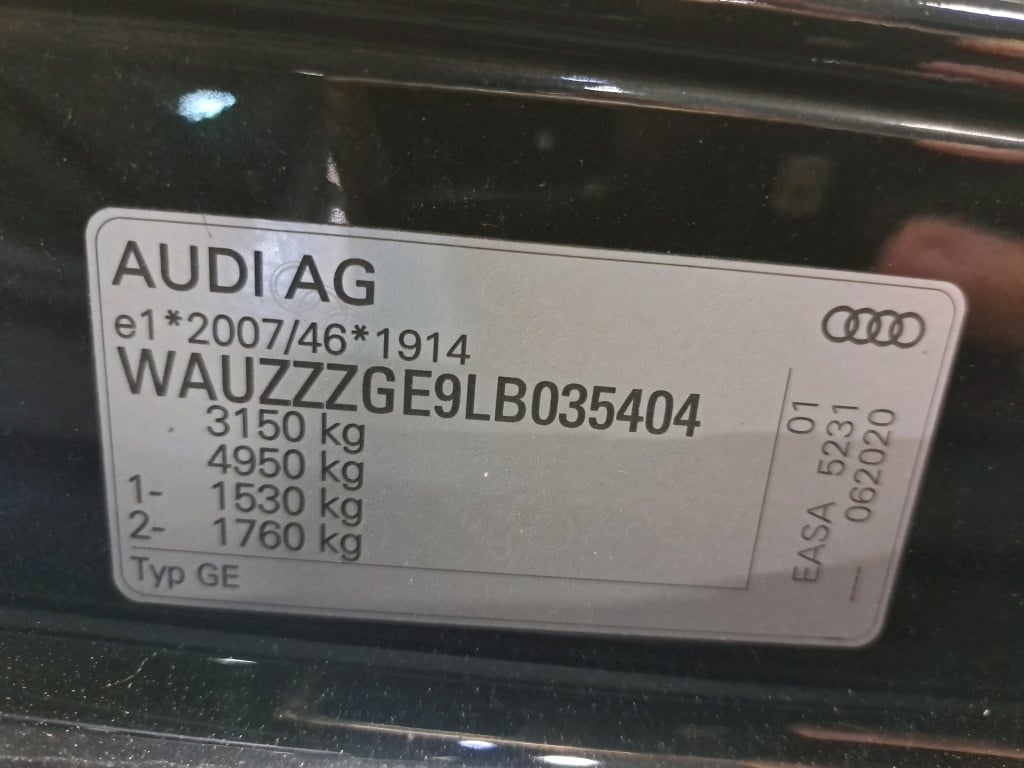 AUDI AG
e1*2007/46*1914
WAUZZZGE9LB035404
3150 kg
4950 kg
1- 1530 kg
2- 1760 kg
Typ GE
EASA 5231 01
--- 062020